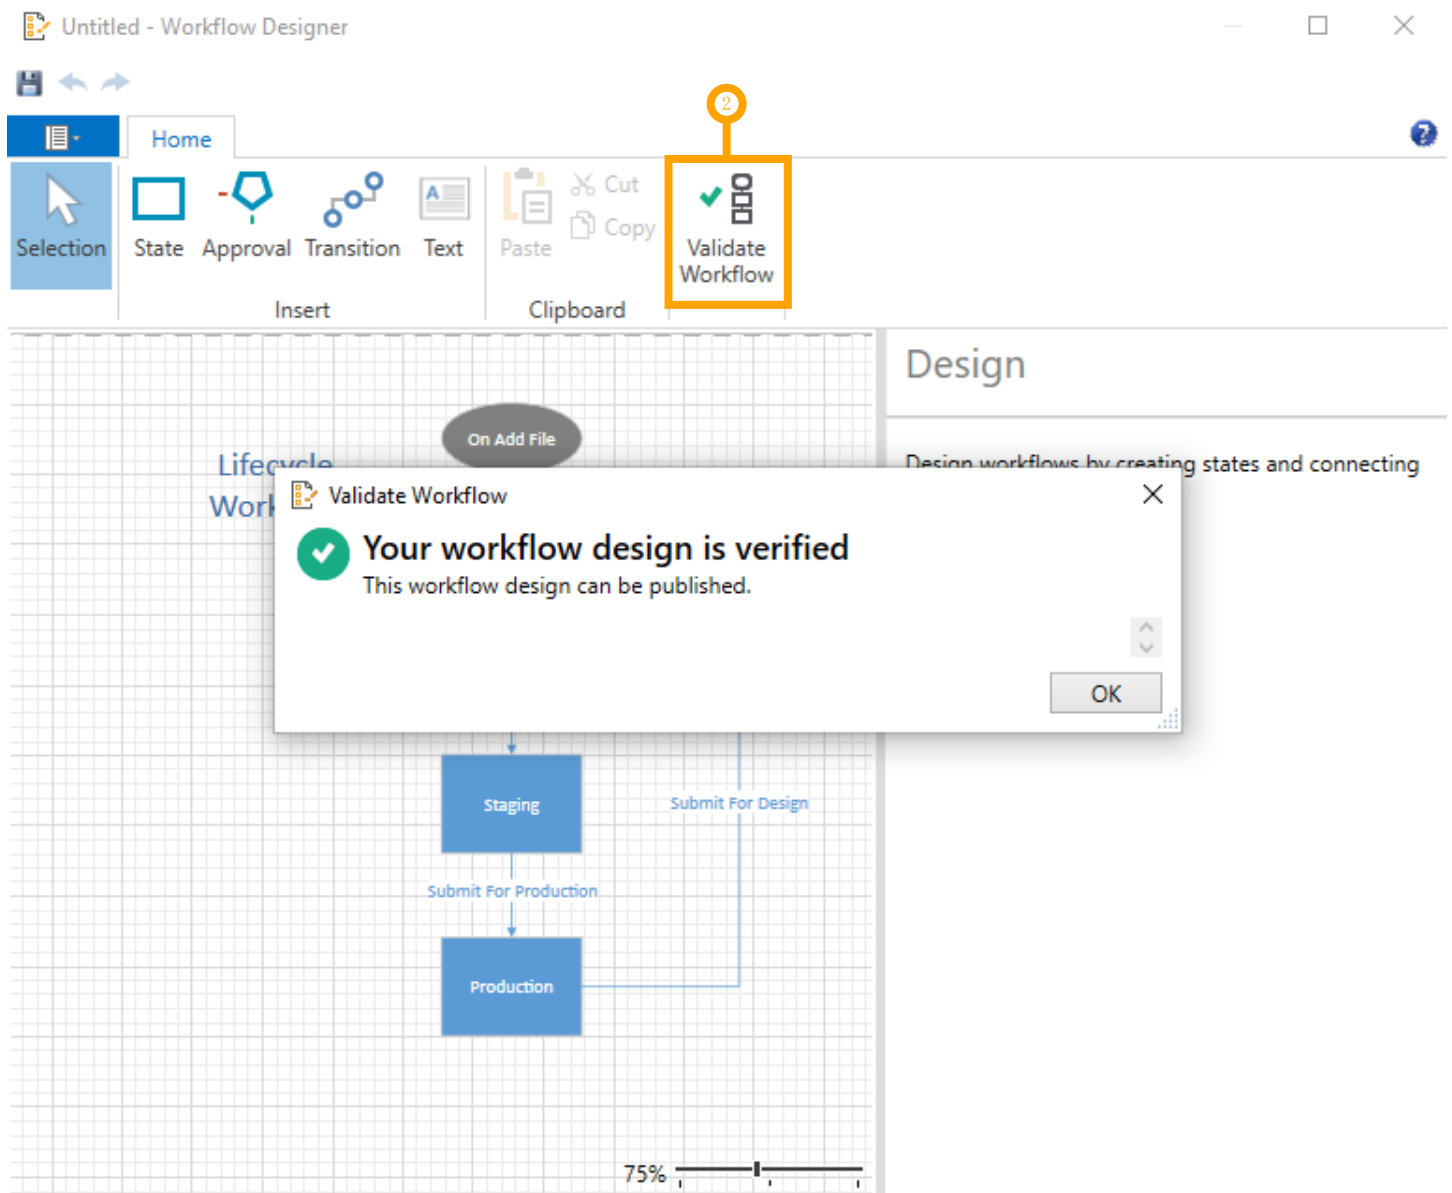 Untitled - Workflow Designer
2
Home
Selection
State
Approval
Transition
Text
Paste
Cut
Copy
Validate
Workflow
Insert
Clipboard
Design
On Add File
Lifecycle
Work
Design workflows by creating states and connecting
Validate Workflow
Your workflow design is verified
This workflow design can be published.
OK
Staging
Submit For Design
Submit For Production
Production
75%